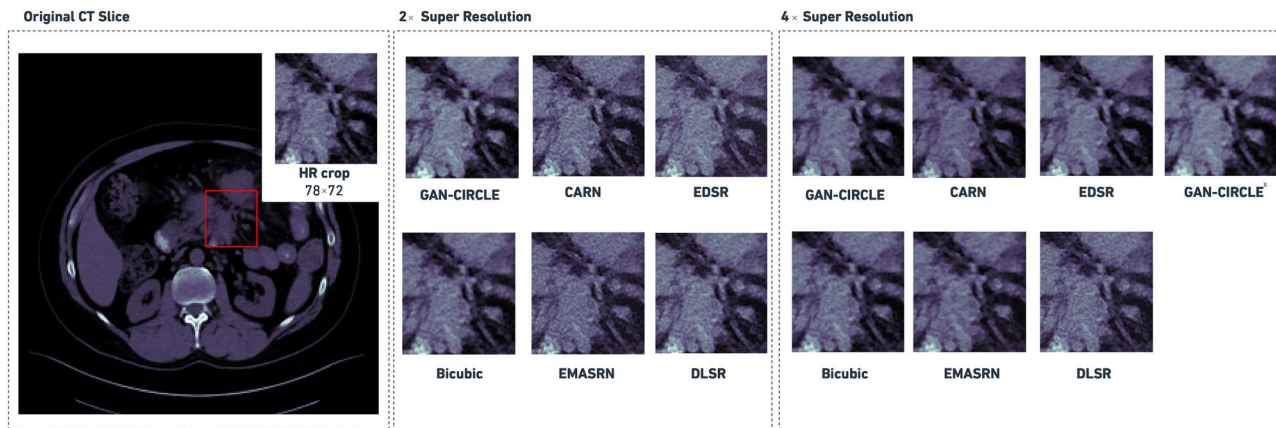 Original CT Slice
HR crop
78×72
2× Super Resolution
GAN-CIRCLE
CARN
EDSR
Bicubic
EMASRN
DLSR
4× Super Resolution
GAN-CIRCLE
CARN
EDSR
GAN-CIRCLEˣ
Bicubic
EMASRN
DLSR